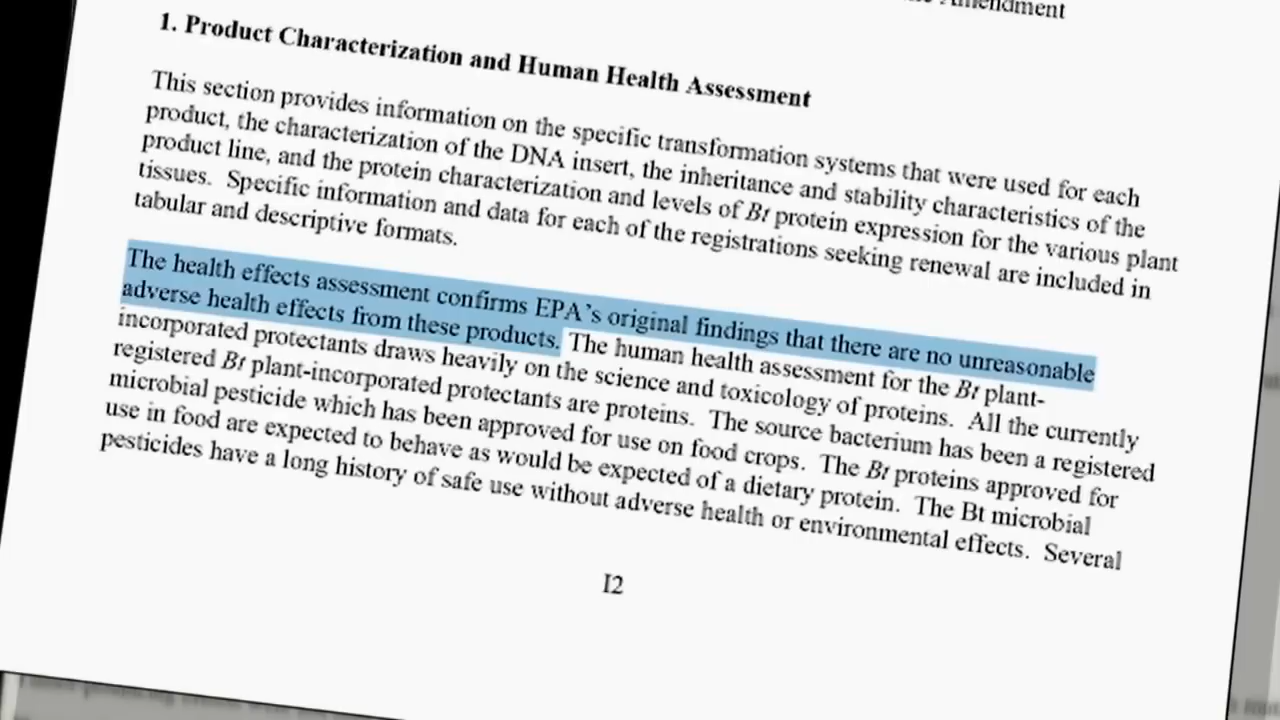 Amendment
1. Product Characterization and Human Health Assessment
This section provides information on the specific transformation systems that were used for each
product, the characterization of the DNA insert, the inheritance and stability characteristics of the
product line, and the protein characterization and levels of Bt protein expression for the various plant
tissues. Specific information and data for each of the registrations seeking renewal are included in
tabular and descriptive formats.
The health effects assessment confirms EPA's original findings that there are no unreasonable
adverse health effects from these products. The human health assessment for the Bt plant-
incorporated protectants draws heavily on the science and toxicology of proteins. All the currently
registered Bt plant-incorporated protectants are proteins. The source bacterium has been a registered
microbial pesticide which has been approved for use on food crops. The Bt proteins approved for
use in food are expected to behave as would be expected of a dietary protein. The Bt microbial
pesticides have a long history of safe use without adverse health or environmental effects. Several
I2